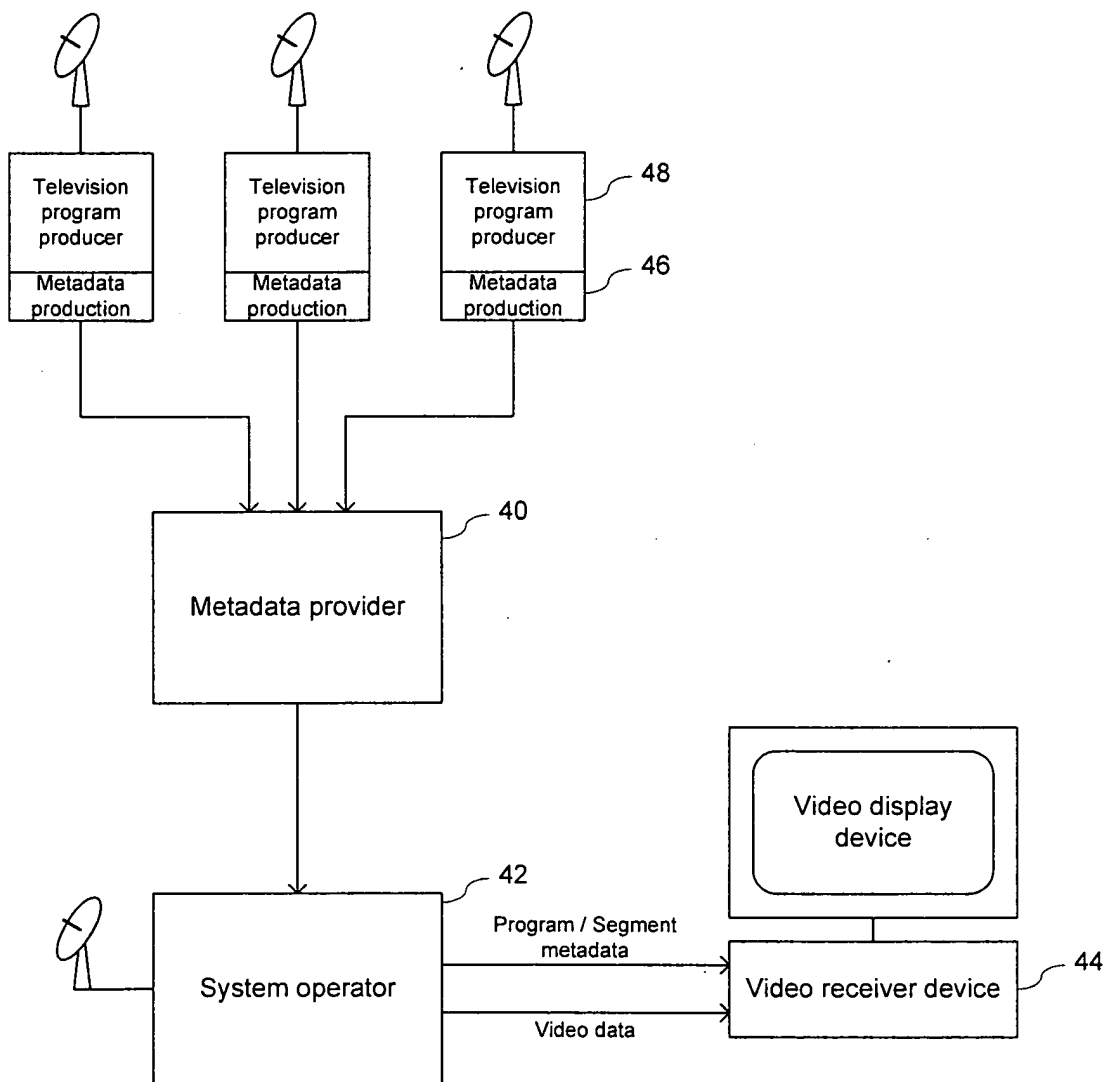 Television
program
producer
Television
program
producer
Television
program
producer
48
Metadata
production
Metadata
production
Metadata
production
46
40
Metadata provider
Video display
device
42
Program / Segment
metadata
System operator
Video receiver device
44
Video data